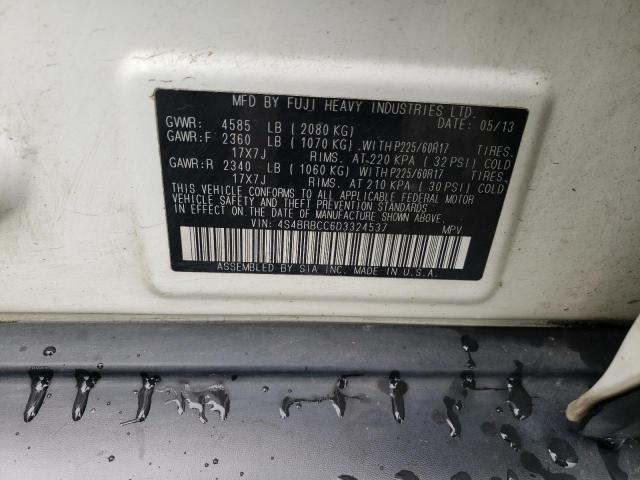 MFD BY FUJI HEAVY INDUSTRIES LTD.
GVWR: 4585 LB ( 2080 KG) DATE: 05/13
GAWR:F 2360 LB ( 1070 KG) .WITH P225/60R17 TIRES.
17X7J RIMS. AT 220 KPA ( 32 PSI) COLD
GAWR:R 2340 LB ( 1060 KG) WITH P225/60R17 TIRES.
17X7J RIMS. AT 210 KPA ( 30 PSI) COLD
THIS VEHICLE CONFORMS TO ALL APPLICABLE FEDERAL MOTOR
VEHICLE SAFETY AND THEFT PREVENTION STANDARDS
IN EFFECT ON THE DATE OF MANUFACTURE SHOWN ABOVE.
VIN: 4S4BRBCC6D3324537 MPV
ASSEMBLED BY SIA INC. MADE IN U.S.A.